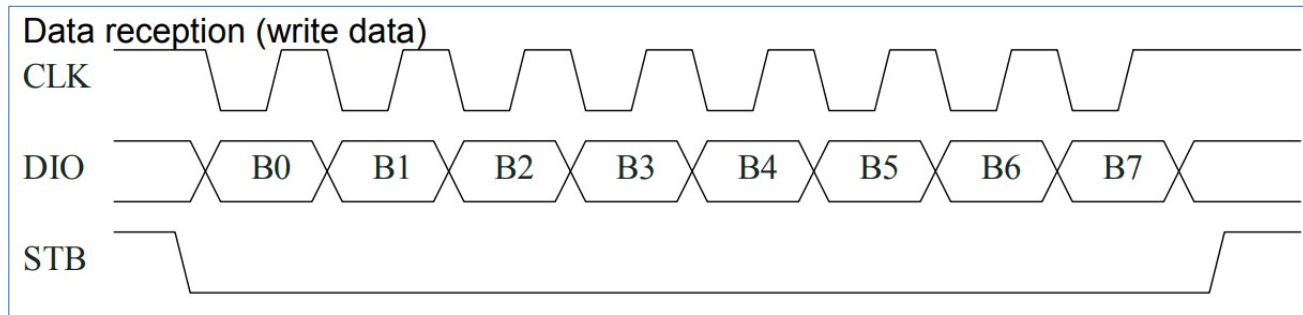 Data reception (write data)
CLK
DIO B0 B1 B2 B3 B4 B5 B6 B7
STB